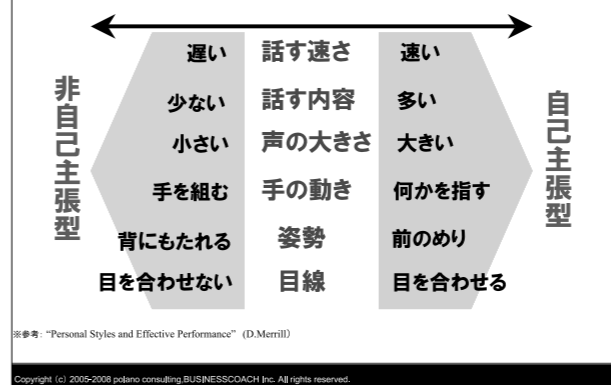 非自己主張型
遅い 話す速さ 速い
少ない 話す内容 多い
小さい 声の大きさ 大きい
手を組む 手の動き 何かを指す
背にもたれる 姿勢 前のめり
目を合わせない 目線 目を合わせる
自己主張型
※参考: “Personal Styles and Effective Performance” (D.Merrill)
Copyright (c) 2005-2008 polano consulting,BUSINESSCOACH Inc. All rights reserved.